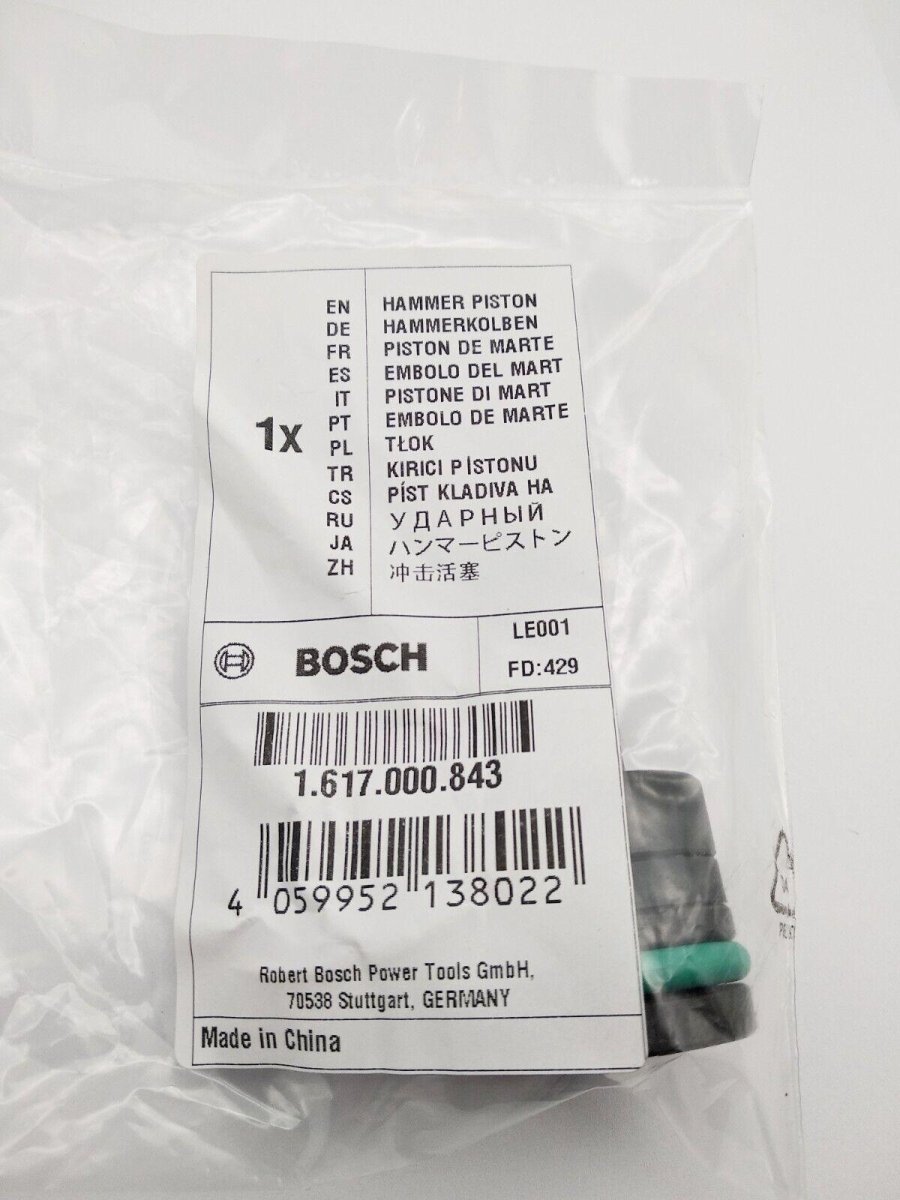 1x
EN HAMMER PISTON
DE HAMMERKOLBEN
FR PISTON DE MARTE
ES EMBOLO DEL MART
IT PISTONE DI MART
PT EMBOLO DE MARTE
PL TŁOK
TR KIRICI PİSTONU
CS PÍST KLADIVA HA
RU УДАРНЫЙ
JA ハンマーピストン
ZH 冲击活塞
BOSCH
LE001
FD:429
1.617.000.843
4 059952 138022
Robert Bosch Power Tools GmbH,
70538 Stuttgart, GERMANY
Made in China